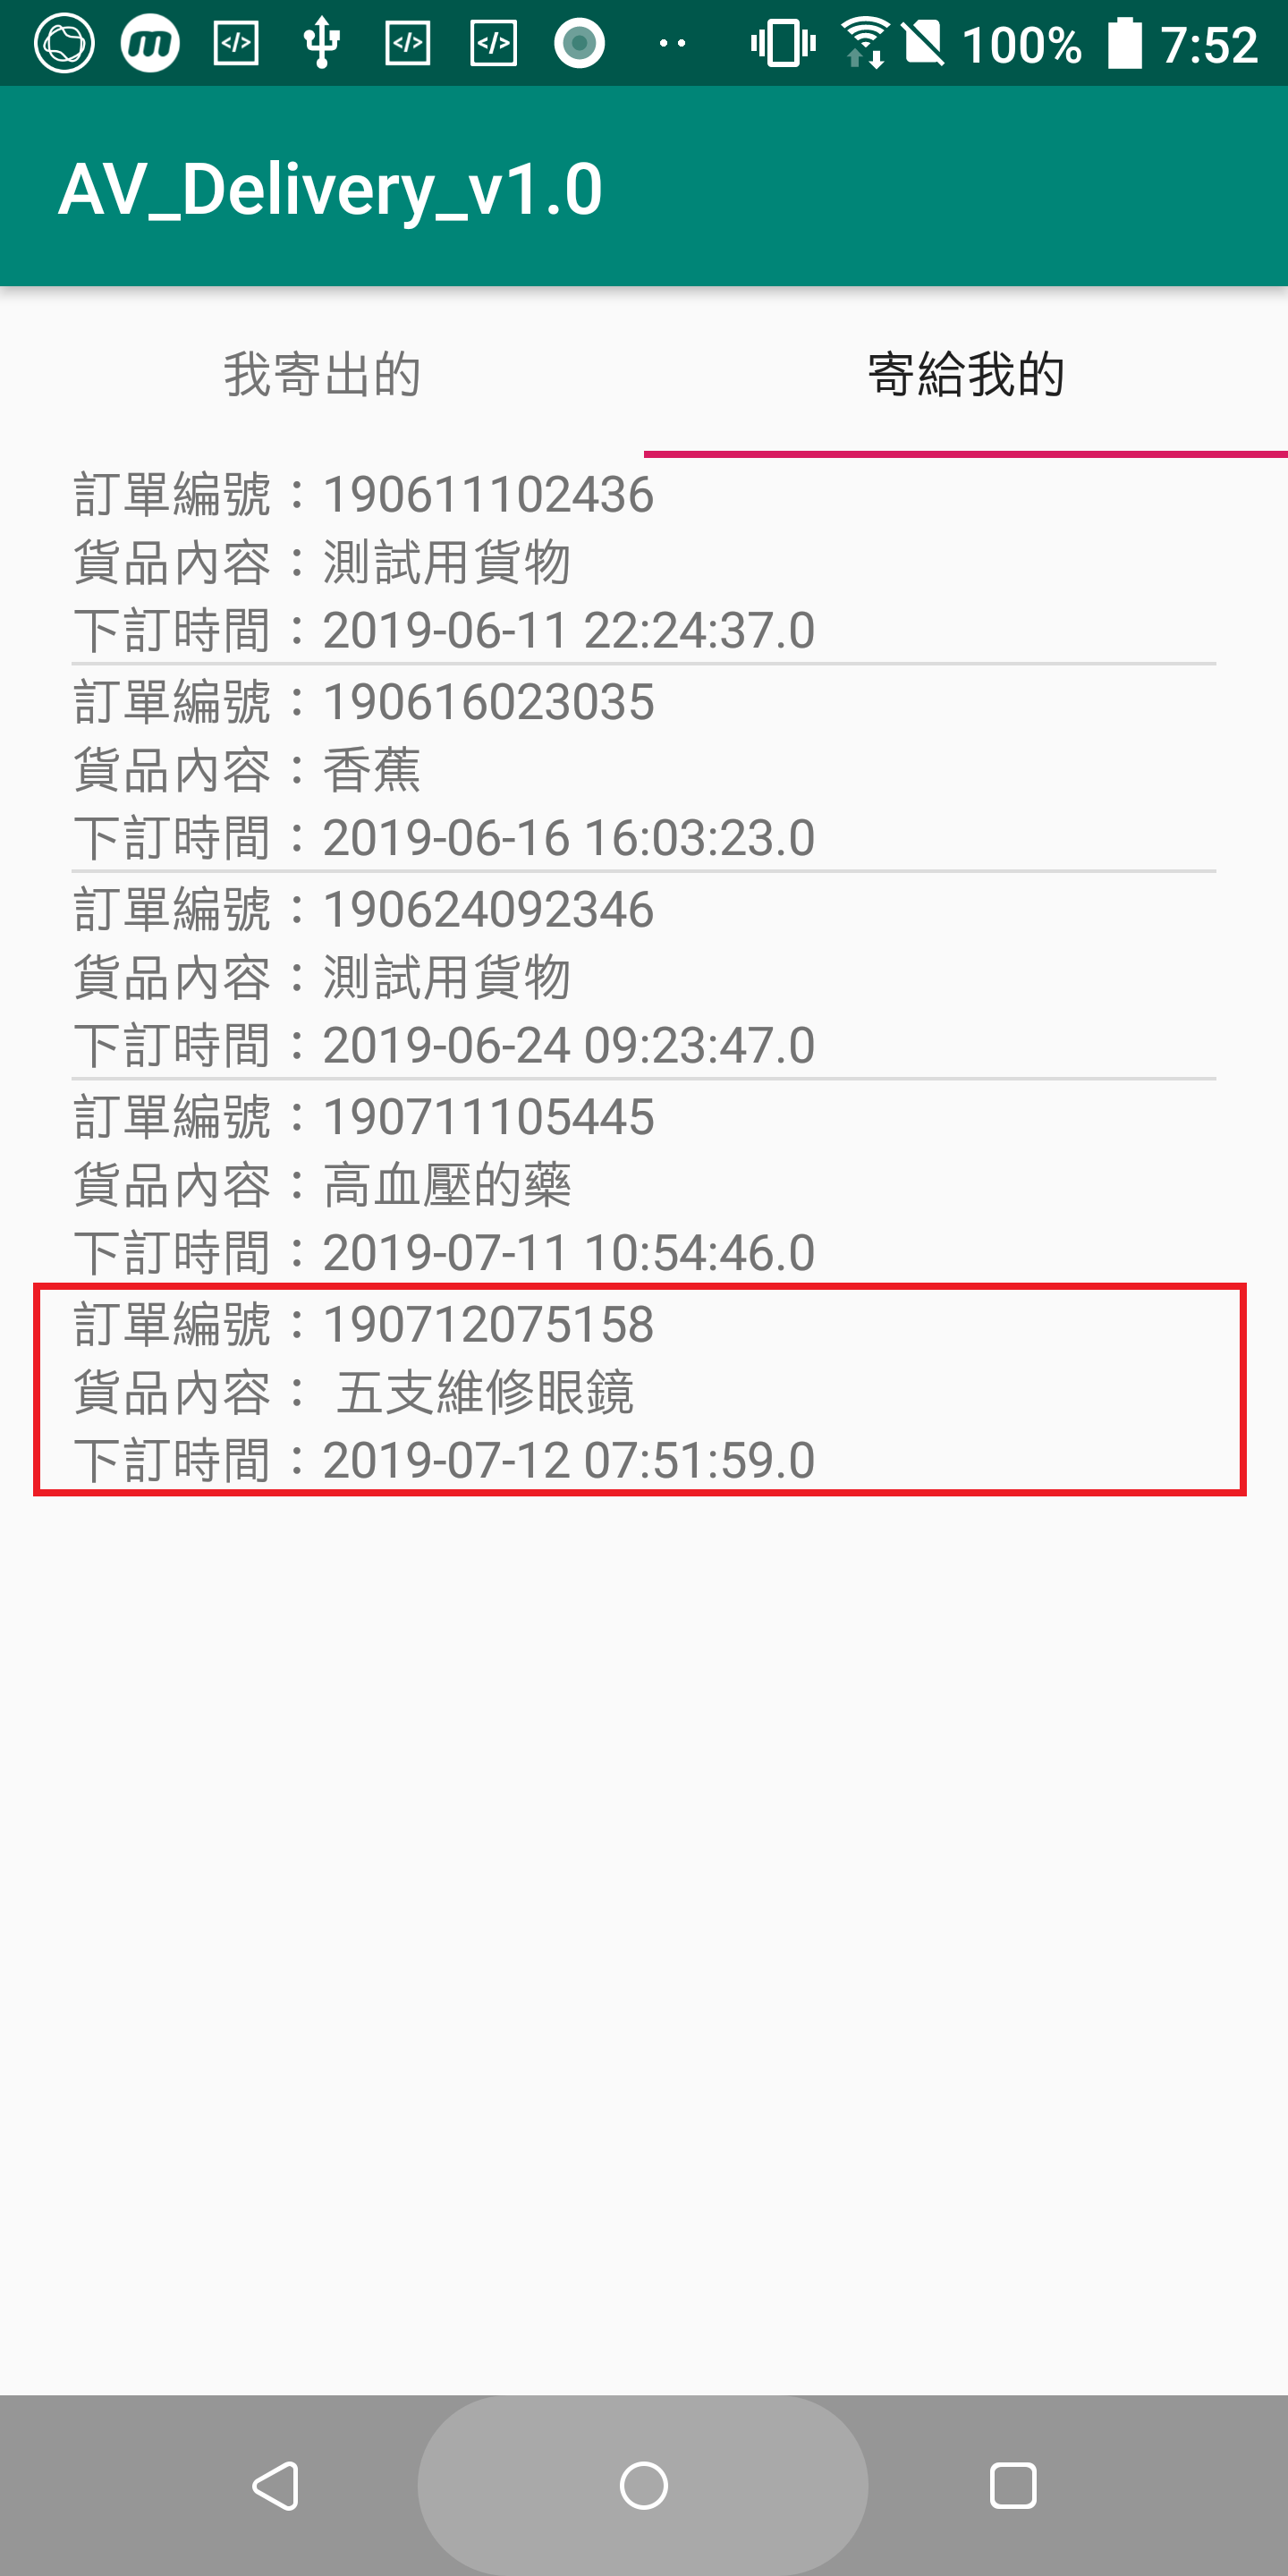 100% 7:52
AV_Delivery_v1.0
我寄出的 寄給我的
訂單編號：190611102436
貨品內容：測試用貨物
下訂時間：2019-06-11 22:24:37.0
訂單編號：190616023035
貨品內容：香蕉
下訂時間：2019-06-16 16:03:23.0
訂單編號：190624092346
貨品內容：測試用貨物
下訂時間：2019-06-24 09:23:47.0
訂單編號：190711105445
貨品內容：高血壓的藥
下訂時間：2019-07-11 10:54:46.0
訂單編號：190712075158
貨品內容： 五支維修眼鏡
下訂時間：2019-07-12 07:51:59.0